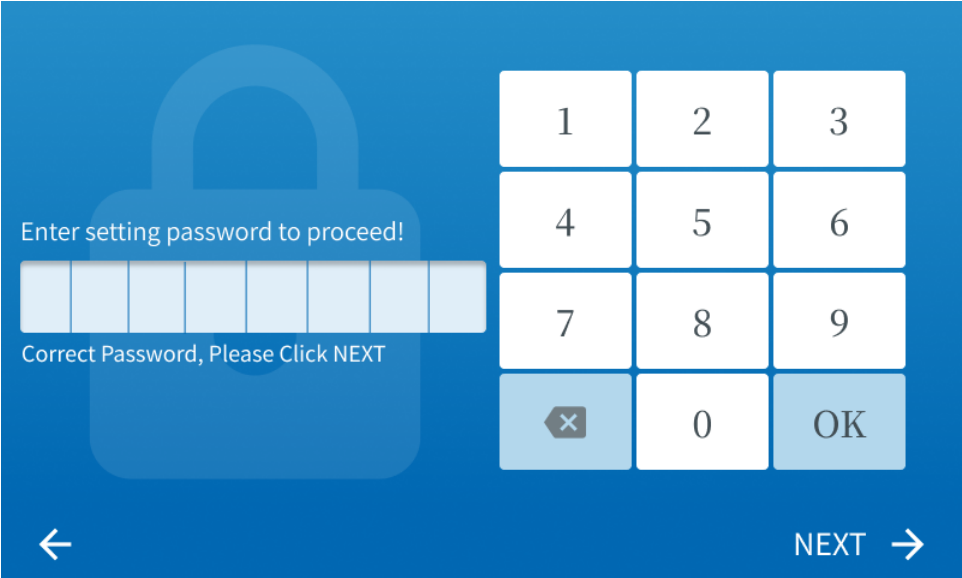 Enter setting password to proceed!
Correct Password, Please Click NEXT
1 2 3
4 5 6
7 8 9
0 OK
NEXT